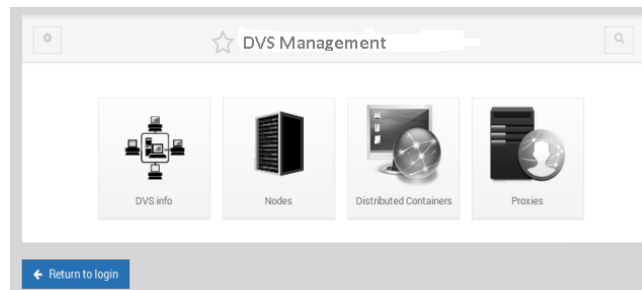 DVS Management
DVS info
Nodes
Distributed Containers
Proxies
Return to login